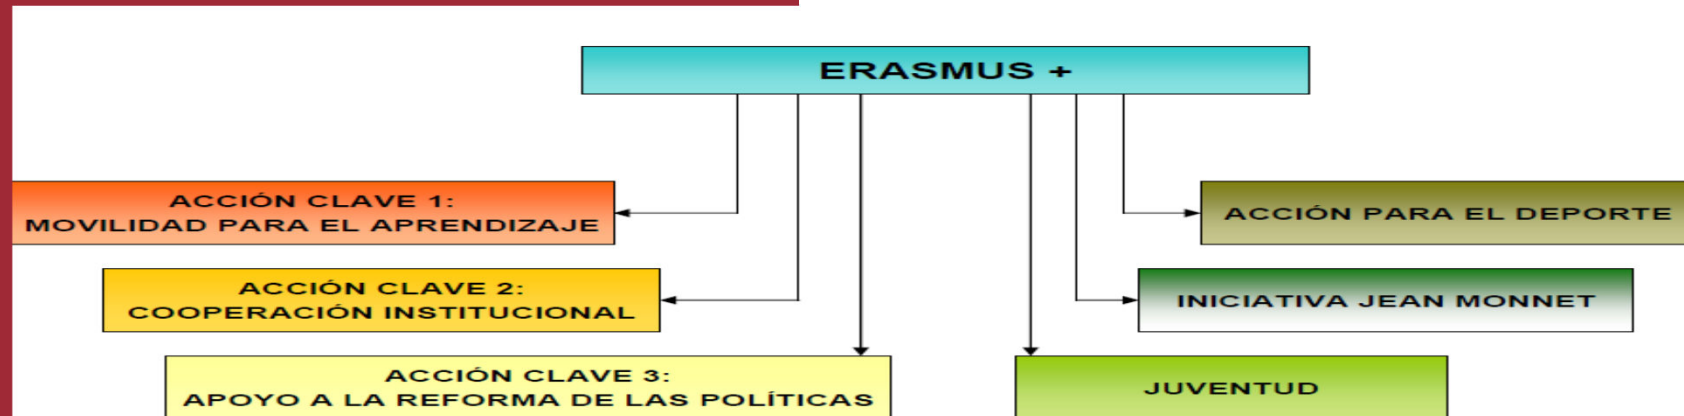 ERASMUS +
ACCIÓN CLAVE 1:
MOVILIDAD PARA EL APRENDIZAJE
ACCIÓN PARA EL DEPORTE
ACCIÓN CLAVE 2:
COOPERACIÓN INSTITUCIONAL
INICIATIVA JEAN MONNET
ACCIÓN CLAVE 3:
APOYO A LA REFORMA DE LAS POLÍTICAS
JUVENTUD